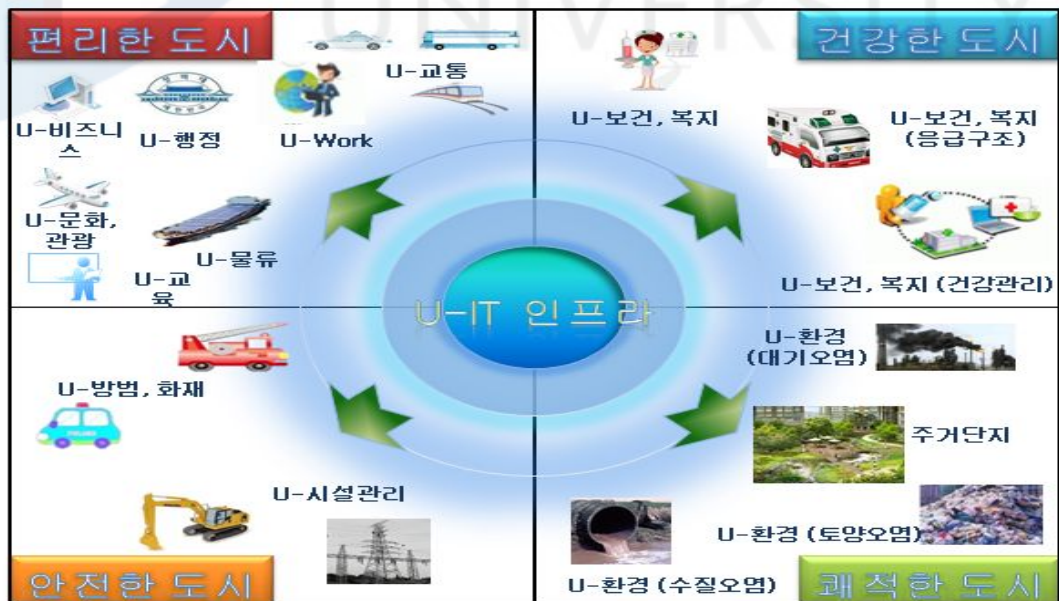 UNIVERSITY
편리한 도시
U-교통
U-비즈니
스
U-행정
U-Work
U-문화,
관광
U-물류
U-교
육
건강한 도시
U-보건, 복지
U-보건, 복지
(응급구조)
U-보건, 복지 (건강관리)
U-IT 인프라
U-방범, 화재
U-시설관리
안전한 도시
U-환경
(대기오염)
주거단지
U-환경 (토양오염)
U-환경 (수질오염)
쾌적한 도시